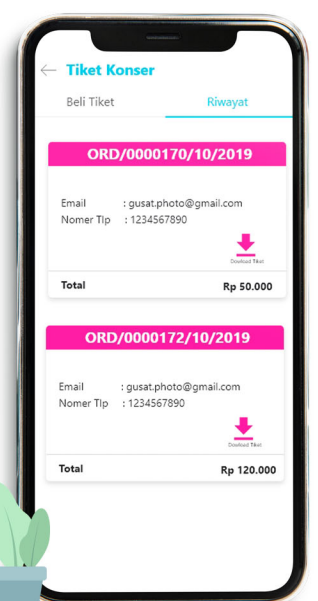 Tiket Konser
Beli Tiket Riwayat
ORD/0000170/10/2019
Email : gusat.photo@gmail.com
Nomer Tlp : 1234567890
Download Tiket
Total Rp 50.000
ORD/0000172/10/2019
Email : gusat.photo@gmail.com
Nomer Tlp : 1234567890
Download Tiket
Total Rp 120.000